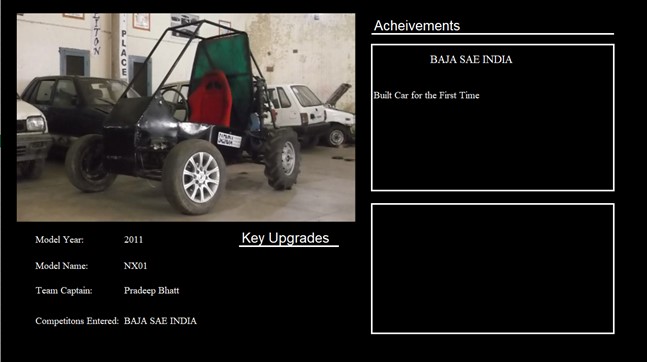 PLACE
Acheivements
BAJA SAE INDIA
Built Car for the First Time
Key Upgrades
Model Year: 2011
Model Name: NX01
Team Captain: Pradeep Bhatt
Competitons Entered: BAJA SAE INDIA